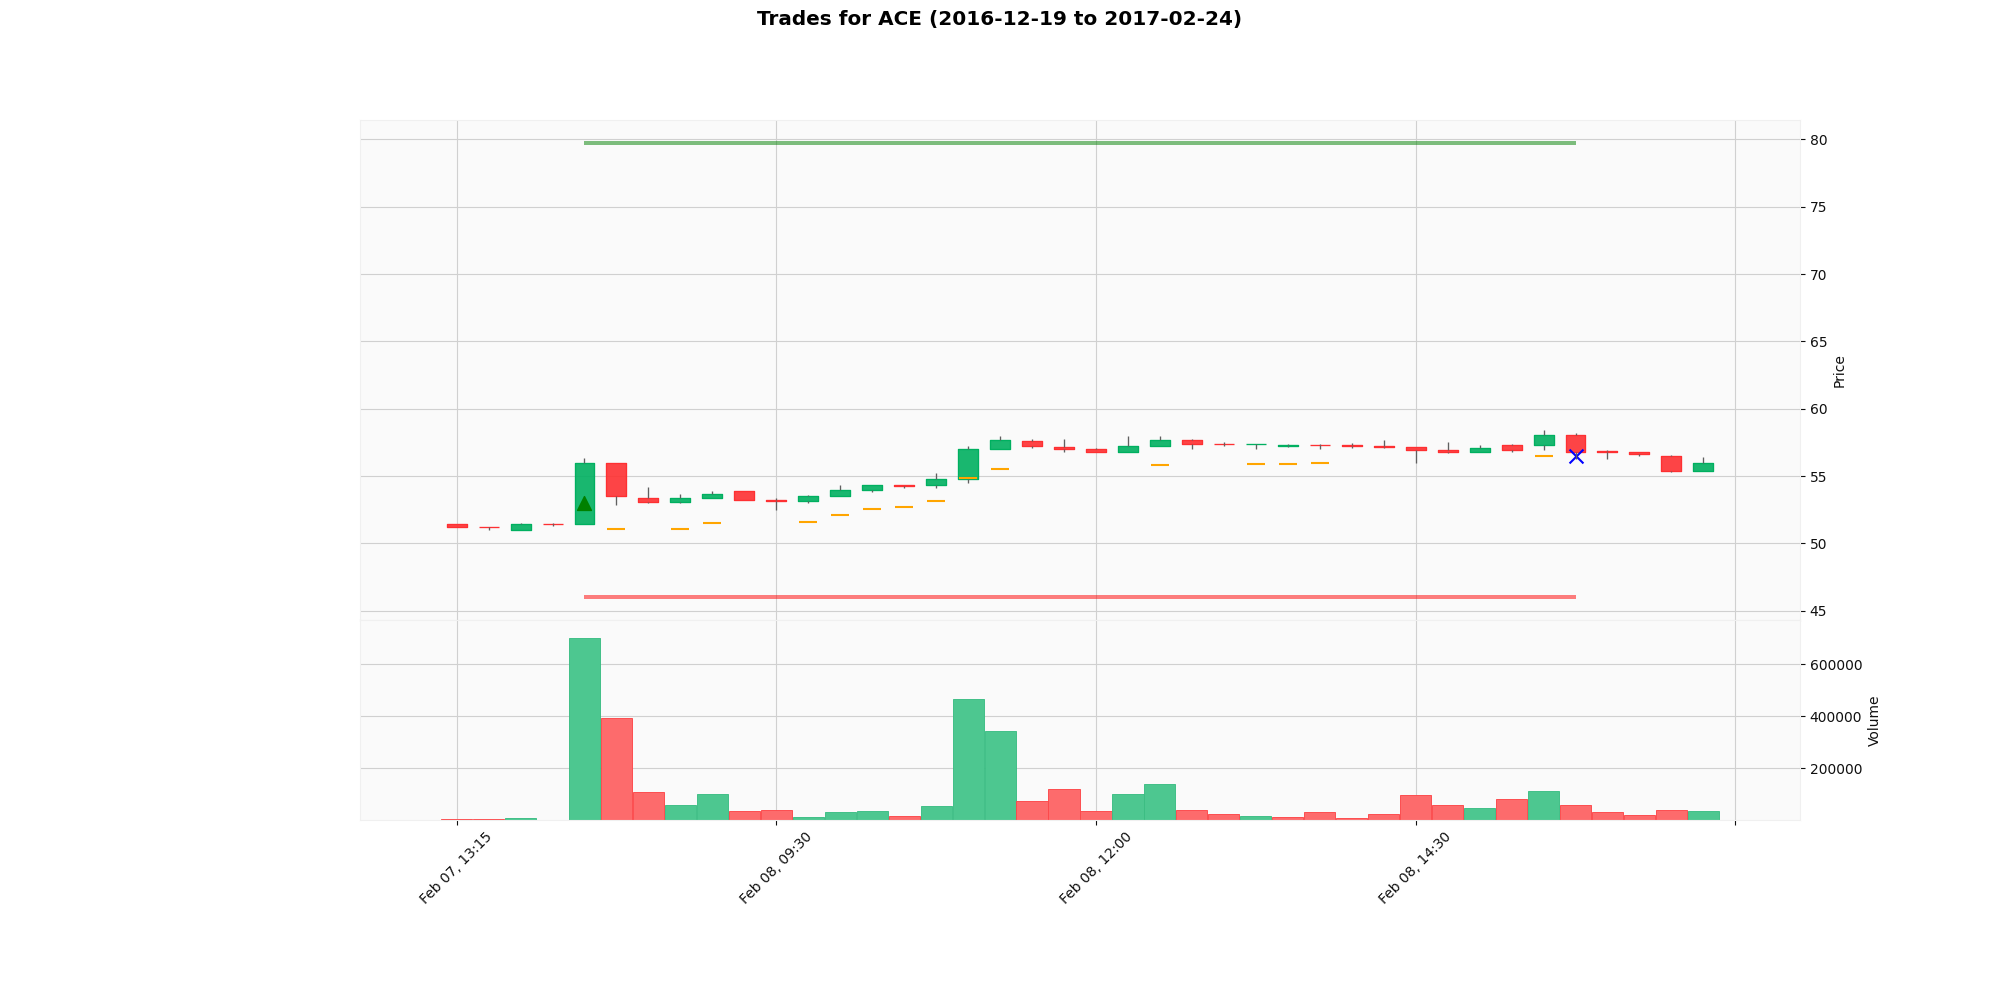 Trades for ACE (2016-12-19 to 2017-02-24)
80
75
70
65
Price
60
55
50
45
600000
400000
Volume
200000
Feb 07, 13:15
Feb 08, 09:30
Feb 08, 12:00
Feb 08, 14:30